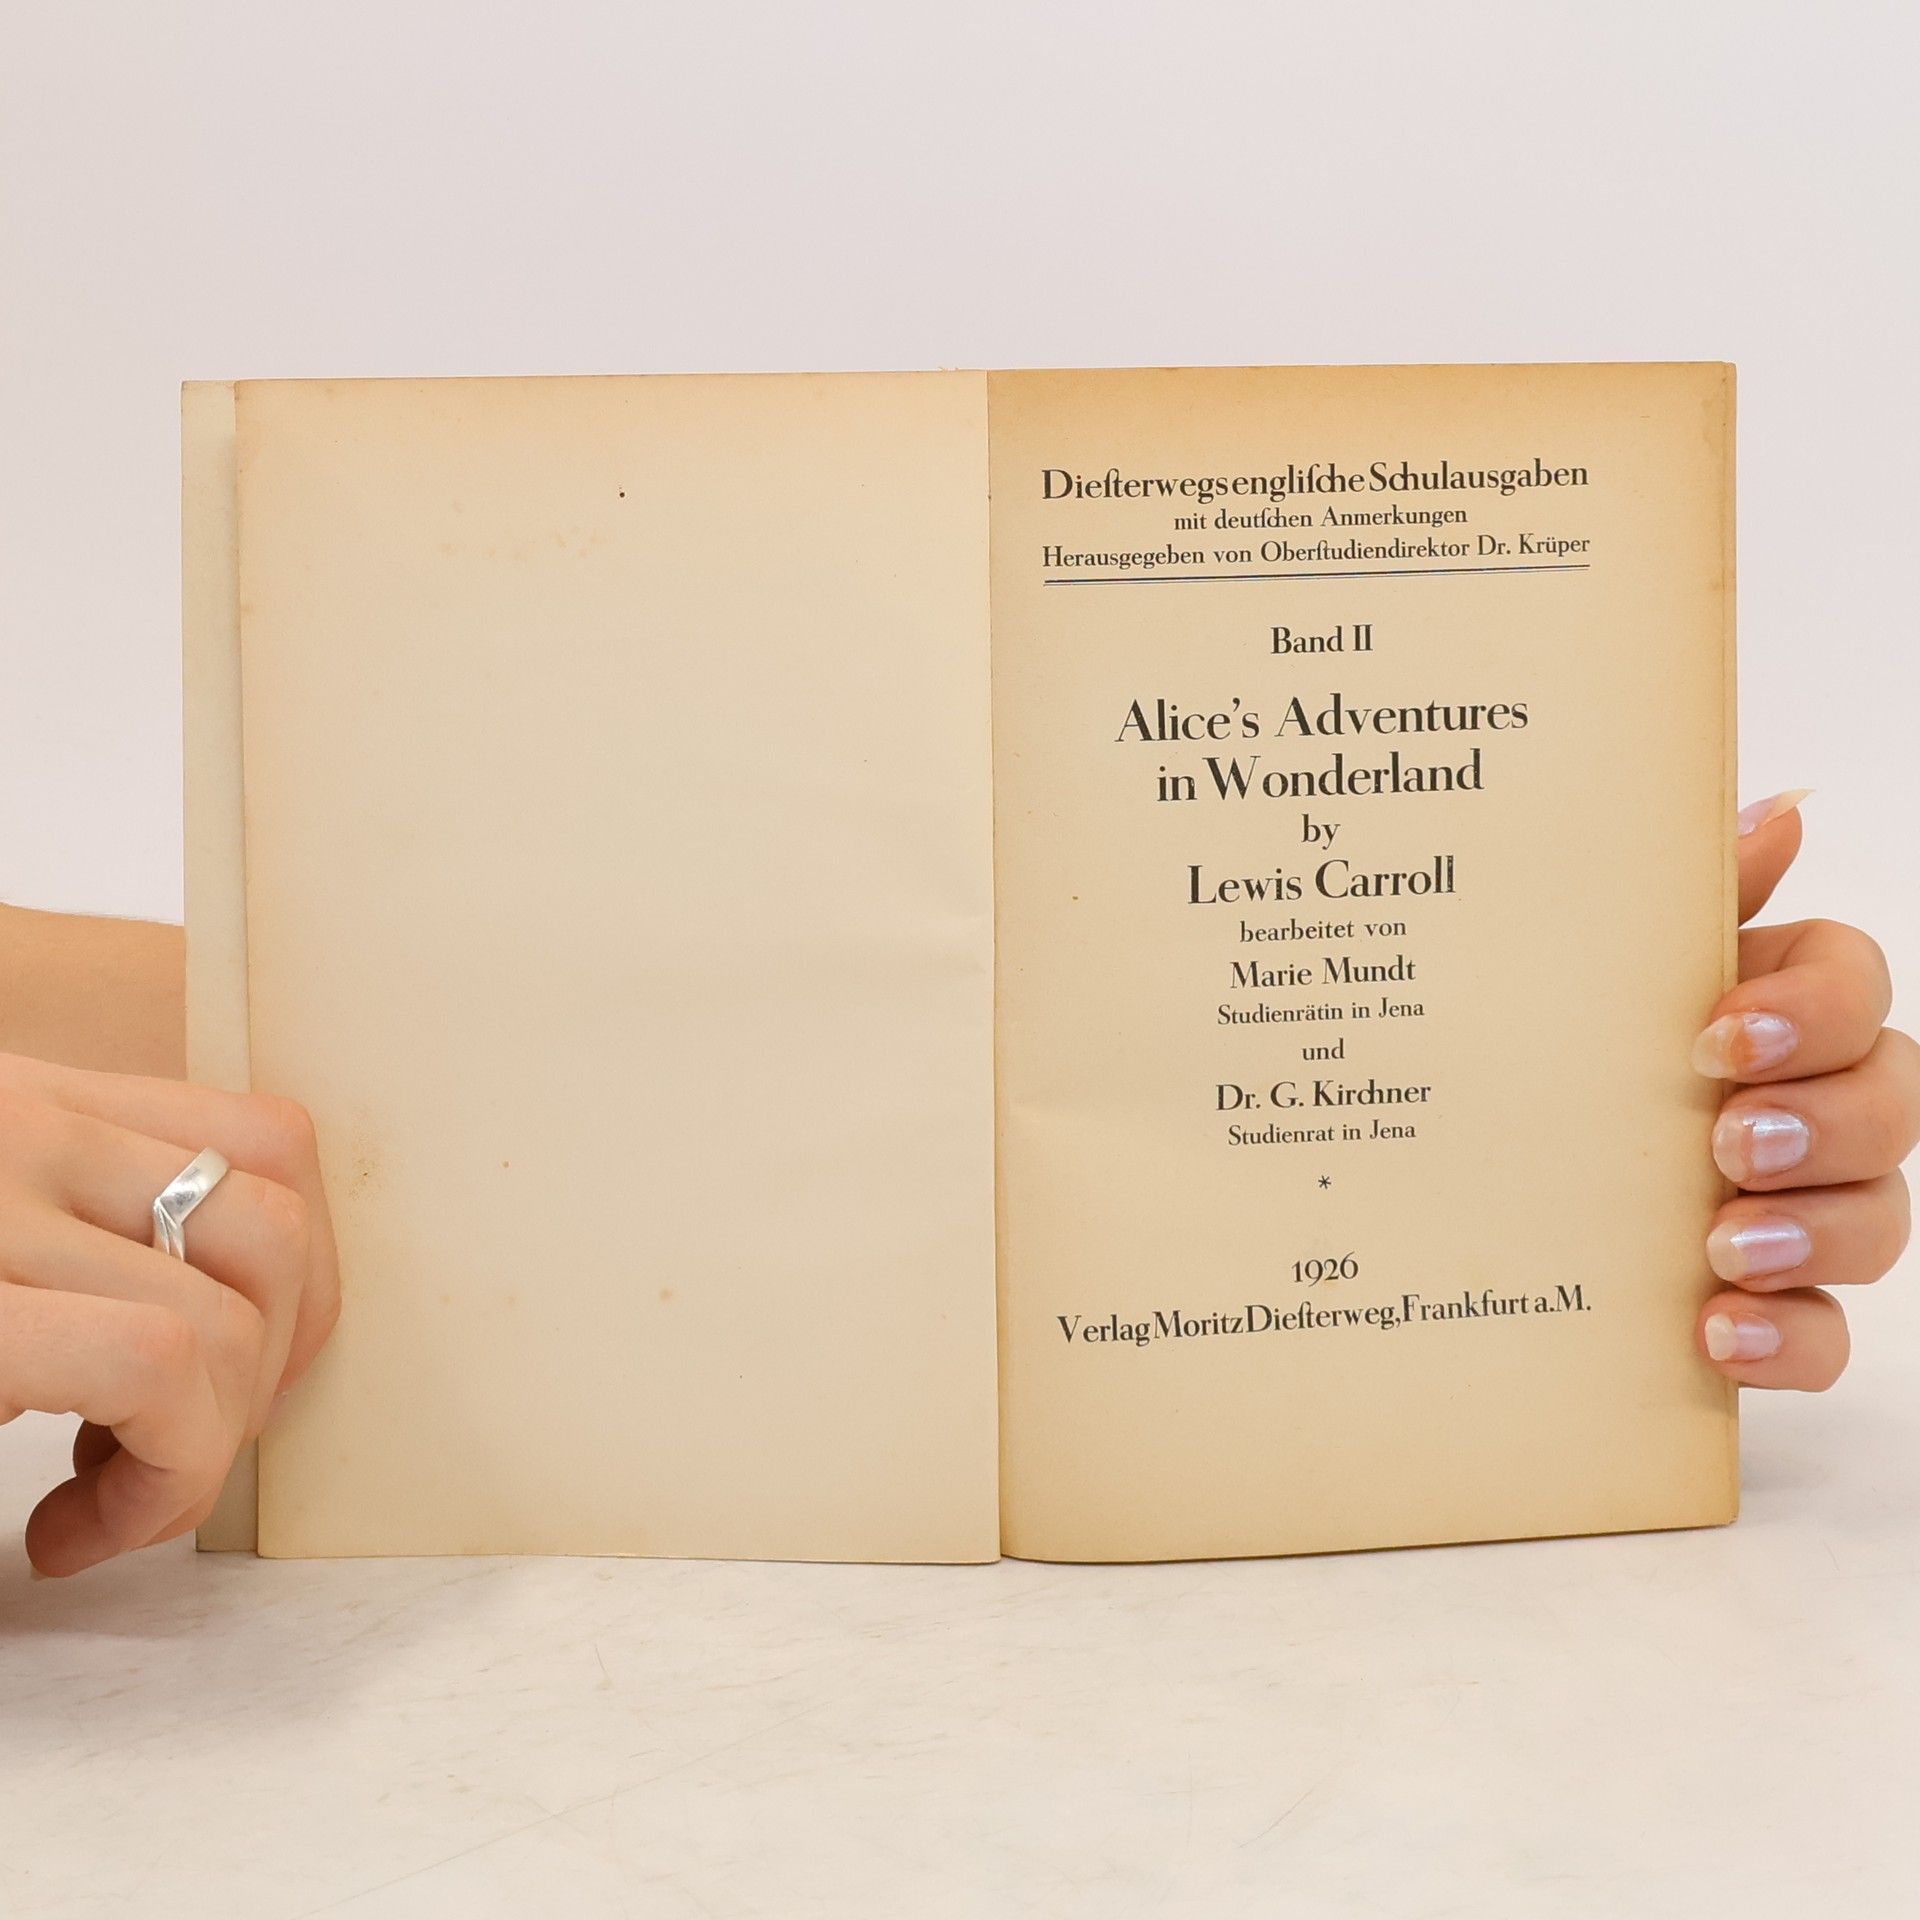 Dieſterwegs engliſche Schulausgaben
mit deutſchen Anmerkungen
Herausgegeben von Oberſtudiendirektor Dr. Krüper
Band II
Alice’s Adventures
in Wonderland
by
Lewis Carroll
bearbeitet von
Marie Mundt
Studienrätin in Jena
und
Dr. G. Kirchner
Studienrat in Jena
*
1926
Verlag Moritz Dieſterweg, Frankfurt a. M.